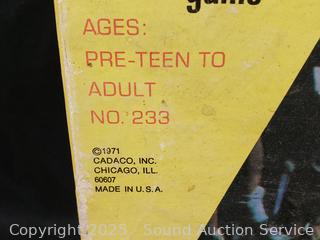 game
AGES:
PRE-TEEN TO
ADULT
NO. 233
©1971
CADACO, INC.
CHICAGO, ILL.
60607
MADE IN U.S.A.
Copyright 2025 - Sound Auction Service